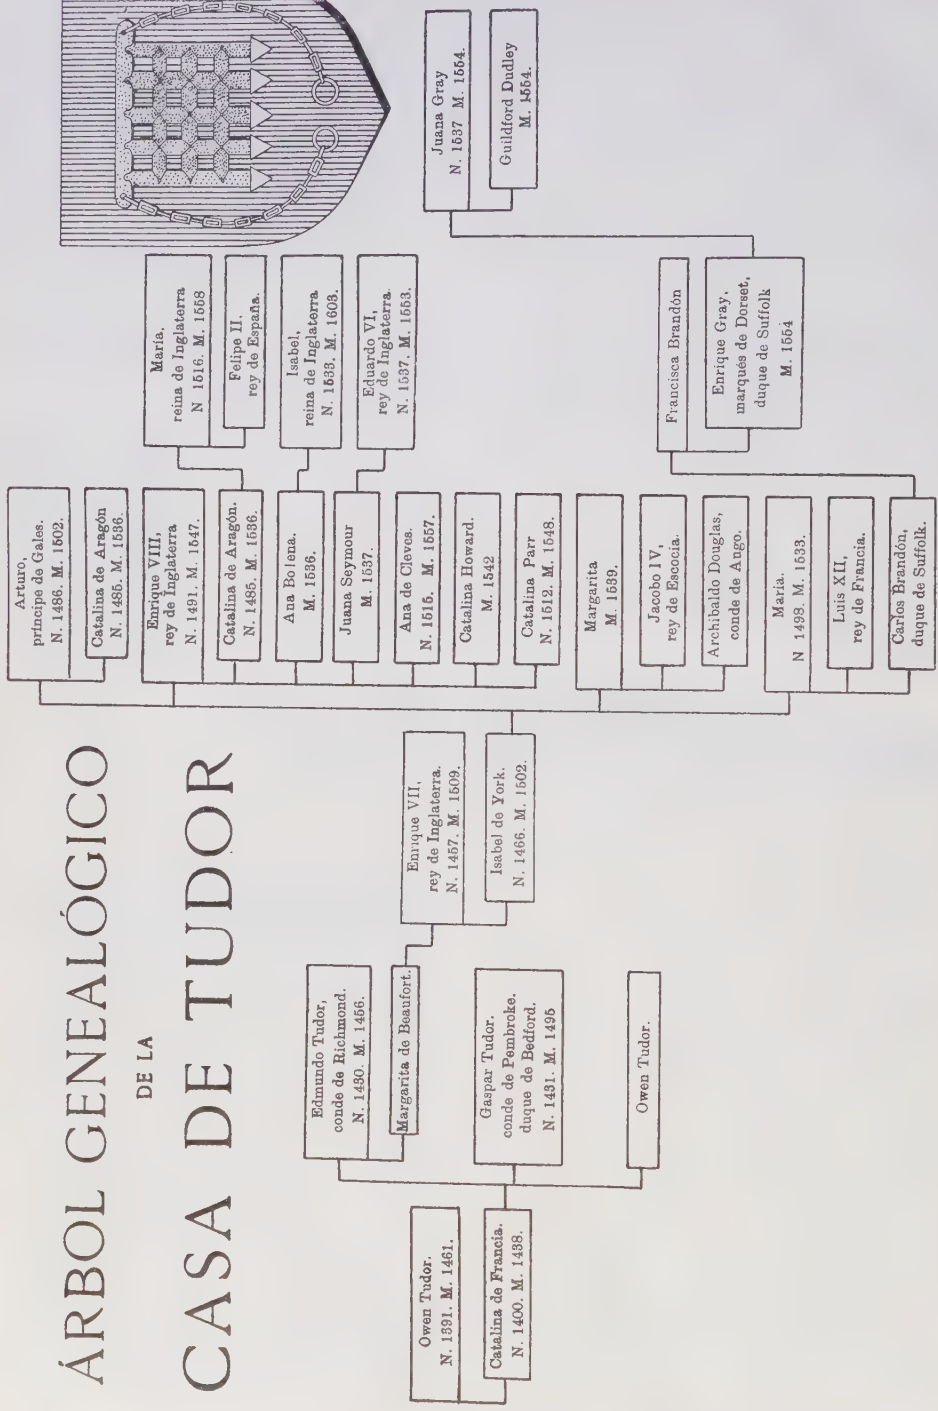 ÁRBOL GENEALÓGICO
DE LA
CASA DE TUDOR
Owen Tudor.
N. 1391. M. 1461.
Catalina de Francia.
N. 1400. M. 1438.
Edmundo Tudor,
conde de Richmond.
N. 1430. M. 1456.
Margarita de Beaufort.
Gaspar Tudor.
conde de Pembroke.
duque de Bedford.
N. 1431. M. 1495
Owen Tudor.
Enrique VII,
rey de Inglaterra.
N. 1457. M. 1509.
Isabel de York.
N. 1466. M. 1502.
Arturo,
príncipe de Gales.
N. 1486. M. 1502.
Catalina de Aragón
N. 1485. M. 1536.
Enrique VIII,
rey de Inglaterra
N. 1491. M. 1547.
Catalina de Aragón.
N. 1485. M. 1536.
Ana Bolena.
M. 1536.
Juana Seymour
M. 1537.
Ana de Cleves.
N. 1515. M. 1557.
Catalina Howard.
M. 1542
Catalina Parr
N. 1512. M. 1548.
Margarita
M. 1539.
Jacobo IV,
rey de Escocia.
Archibaldo Douglas,
conde de Ango.
María.
N 1498. M. 1533.
Luis XII,
rey de Francia.
Carlos Brandón,
duque de Suffolk.
María,
reina de Inglaterra
N 1516. M. 1558
Felipe II,
rey de España.
Isabel,
reina de Inglaterra
N. 1533. M. 1603.
Eduardo VI,
rey de Inglaterra.
N. 1537. M. 1553.
Francisca Brandón
Enrique Gray,
marqués de Dorset,
duque de Suffolk
M. 1554
Juana Gray
N. 1537 M. 1554.
Guildford Dudley
M. 1554.